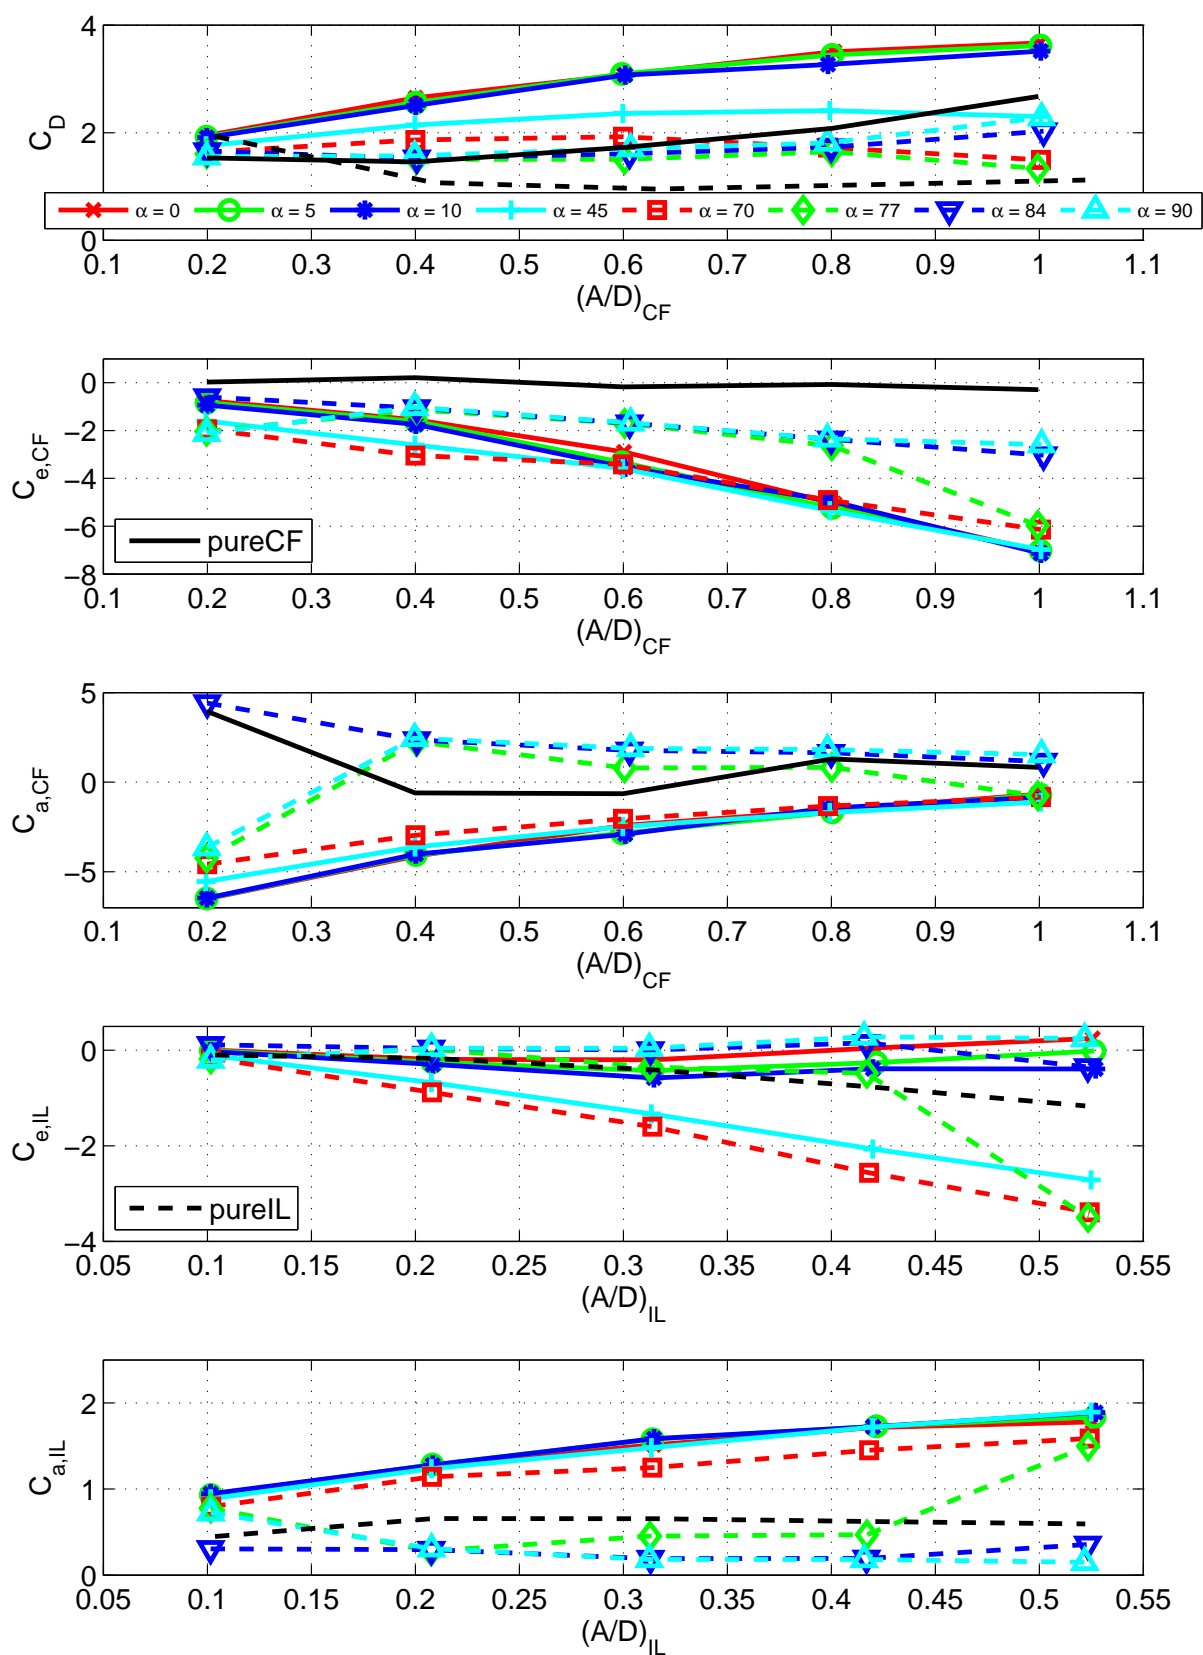 4
2
0
C_D
α = 0 α = 5 α = 10 α = 45 α = 70 α = 77 α = 84 α = 90
0.1 0.2 0.3 0.4 0.5 0.6 0.7 0.8 0.9 1 1.1
(A/D)_CF
0
−2
−4
−6
−8
C_e,CF
pureCF
0.1 0.2 0.3 0.4 0.5 0.6 0.7 0.8 0.9 1 1.1
(A/D)_CF
5
0
−5
C_a,CF
0.1 0.2 0.3 0.4 0.5 0.6 0.7 0.8 0.9 1 1.1
(A/D)_CF
0
−2
−4
C_e,IL
pureIL
0.05 0.1 0.15 0.2 0.25 0.3 0.35 0.4 0.45 0.5 0.55
(A/D)_IL
2
1
0
C_a,IL
0.05 0.1 0.15 0.2 0.25 0.3 0.35 0.4 0.45 0.5 0.55
(A/D)_IL